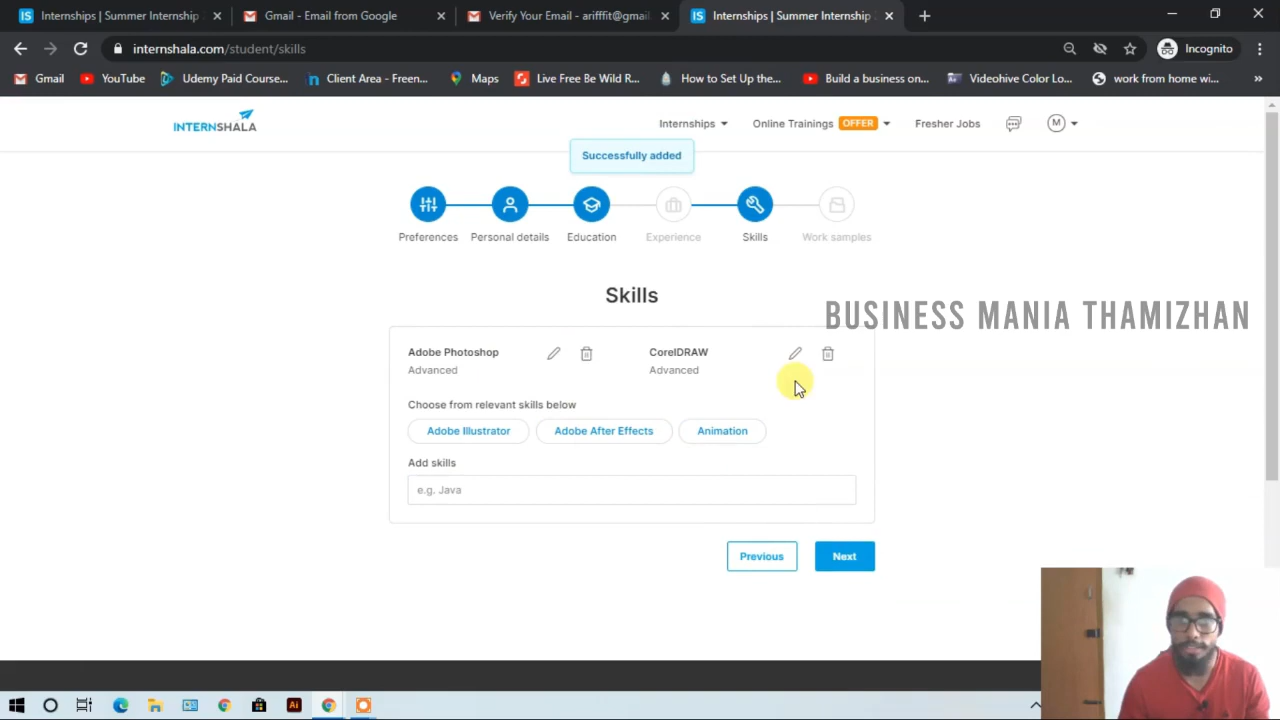 Internships | Summer Internship
Gmail - Email from Google
Verify Your Email - arifffit@gmail
Internships | Summer Internship
internshala.com/student/skills
Incognito
Gmail
YouTube
Udemy Paid Course...
Client Area - Freen...
Maps
Live Free Be Wild R...
How to Set Up the...
Build a business on...
Videohive Color Lo...
work from home wi...
»
INTERNSHALA
Internships
Online Trainings
OFFER
Fresher Jobs
M
Successfully added
Preferences
Personal details
Education
Experience
Skills
Work samples
Skills
BUSINESS MANIA THAMIZHAN
Adobe Photoshop
CorelDRAW
Advanced
Advanced
Choose from relevant skills below
Adobe Illustrator
Adobe After Effects
Animation
Add skills
e.g. Java
Previous
Next
Ai